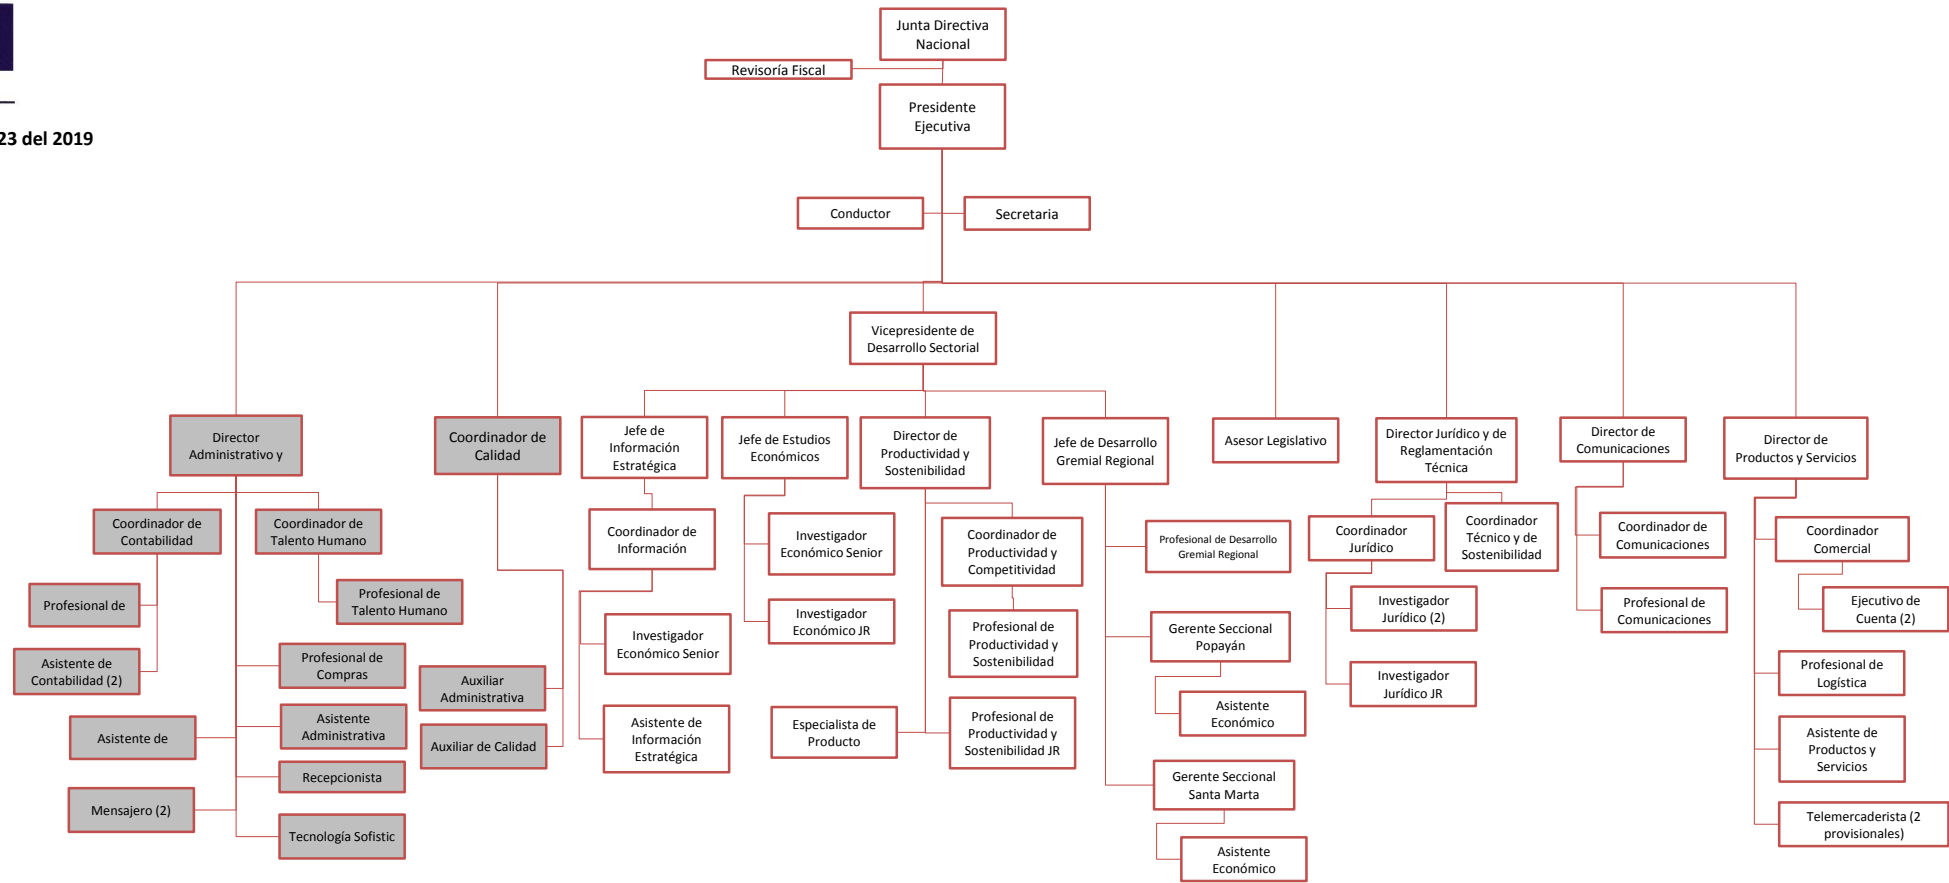 Junta Directiva
Nacional
Revisoría Fiscal
Presidente
Ejecutiva
23 del 2019
Conductor
Secretaria
Vicepresidente de
Desarrollo Sectorial
Director
Administrativo y
Coordinador de
Calidad
Jefe de
Información
Estratégica
Jefe de Estudios
Económicos
Director de
Productividad y
Sostenibilidad
Jefe de Desarrollo
Gremial Regional
Asesor Legislativo
Director Jurídico y de
Reglamentación
Técnica
Director de
Comunicaciones
Director de
Productos y Servicios
Coordinador de
Contabilidad
Coordinador de
Talento Humano
Coordinador de
Información
Investigador
Económico Senior
Coordinador de
Productividad y
Competitividad
Profesional de Desarrollo
Gremial Regional
Coordinador
Jurídico
Coordinador
Técnico y de
Sostenibilidad
Coordinador de
Comunicaciones
Coordinador
Comercial
Profesional de
Profesional de
Talento Humano
Investigador
Económico JR
Investigador
Jurídico (2)
Profesional de
Comunicaciones
Ejecutivo de
Cuenta (2)
Asistente de
Contabilidad (2)
Profesional de
Compras
Auxiliar
Administrativa
Investigador
Económico Senior
Profesional de
Productividad y
Sostenibilidad
Gerente Seccional
Popayán
Investigador
Jurídico JR
Profesional de
Logística
Asistente de
Asistente
Administrativa
Auxiliar de Calidad
Asistente de
Información
Estratégica
Especialista de
Producto
Profesional de
Productividad y
Sostenibilidad JR
Asistente
Económico
Asistente de
Productos y
Servicios
Recepcionista
Mensajero (2)
Gerente Seccional
Santa Marta
Tecnología Sofistic
Telemercaderista (2
provisionales)
Asistente
Económico